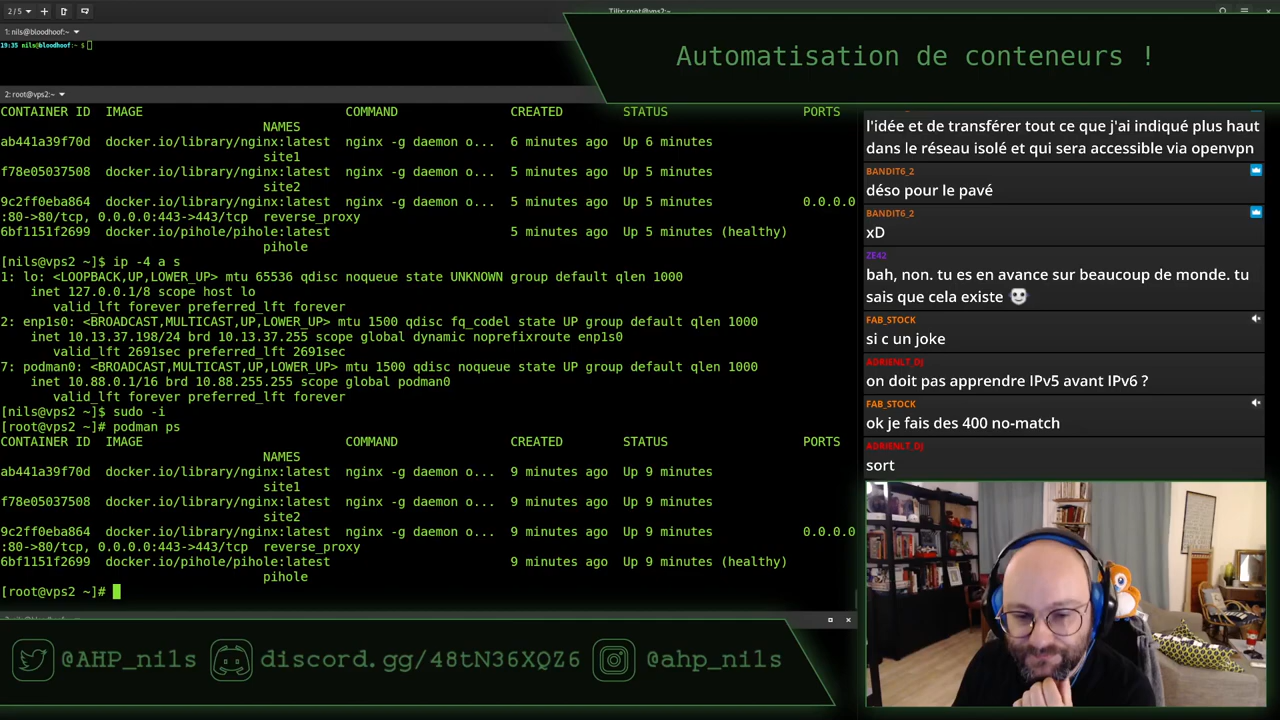 2 / 5
Tilix: root@vps2:~
1: nils@bloodhoof:~
19:35 nils@bloodhoof:~ $
Automatisation de conteneurs !
2: root@vps2:~
CONTAINER ID  IMAGE                           COMMAND               CREATED        STATUS                  PORTS
NAMES
ab441a39f70d  docker.io/library/nginx:latest  nginx -g daemon o...  6 minutes ago  Up 6 minutes
site1
f78e05037508  docker.io/library/nginx:latest  nginx -g daemon o...  5 minutes ago  Up 5 minutes
site2
9c2ff0eba864  docker.io/library/nginx:latest  nginx -g daemon o...  5 minutes ago  Up 5 minutes            0.0.0.0
:80->80/tcp, 0.0.0.0:443->443/tcp  reverse_proxy
6bf1151f2699  docker.io/pihole/pihole:latest                        5 minutes ago  Up 5 minutes (healthy)
pihole
[nils@vps2 ~]$ ip -4 a s
1: lo: <LOOPBACK,UP,LOWER_UP> mtu 65536 qdisc noqueue state UNKNOWN group default qlen 1000
inet 127.0.0.1/8 scope host lo
valid_lft forever preferred_lft forever
2: enp1s0: <BROADCAST,MULTICAST,UP,LOWER_UP> mtu 1500 qdisc fq_codel state UP group default qlen 1000
inet 10.13.37.198/24 brd 10.13.37.255 scope global dynamic noprefixroute enp1s0
valid_lft 2691sec preferred_lft 2691sec
7: podman0: <BROADCAST,MULTICAST,UP,LOWER_UP> mtu 1500 qdisc noqueue state UP group default qlen 1000
inet 10.88.0.1/16 brd 10.88.255.255 scope global podman0
valid_lft forever preferred_lft forever
[nils@vps2 ~]$ sudo -i
[root@vps2 ~]# podman ps
CONTAINER ID  IMAGE                           COMMAND               CREATED        STATUS                  PORTS
NAMES
ab441a39f70d  docker.io/library/nginx:latest  nginx -g daemon o...  9 minutes ago  Up 9 minutes
site1
f78e05037508  docker.io/library/nginx:latest  nginx -g daemon o...  9 minutes ago  Up 9 minutes
site2
9c2ff0eba864  docker.io/library/nginx:latest  nginx -g daemon o...  9 minutes ago  Up 9 minutes            0.0.0.0
:80->80/tcp, 0.0.0.0:443->443/tcp  reverse_proxy
6bf1151f2699  docker.io/pihole/pihole:latest                        9 minutes ago  Up 9 minutes (healthy)
pihole
[root@vps2 ~]#
l'idée et de transférer tout ce que j'ai indiqué plus haut
dans le réseau isolé et qui sera accessible via openvpn
BANDIT6_2
déso pour le pavé
BANDIT6_2
xD
ZE42
bah, non. tu es en avance sur beaucoup de monde. tu
sais que cela existe
FAB_STOCK
si c un joke
ADRIENLT_DJ
on doit pas apprendre IPv5 avant IPv6 ?
FAB_STOCK
ok je fais des 400 no-match
ADRIENLT_DJ
sort
@AHP_nils
discord.gg/48tN36XQZ6
@ahp_nils